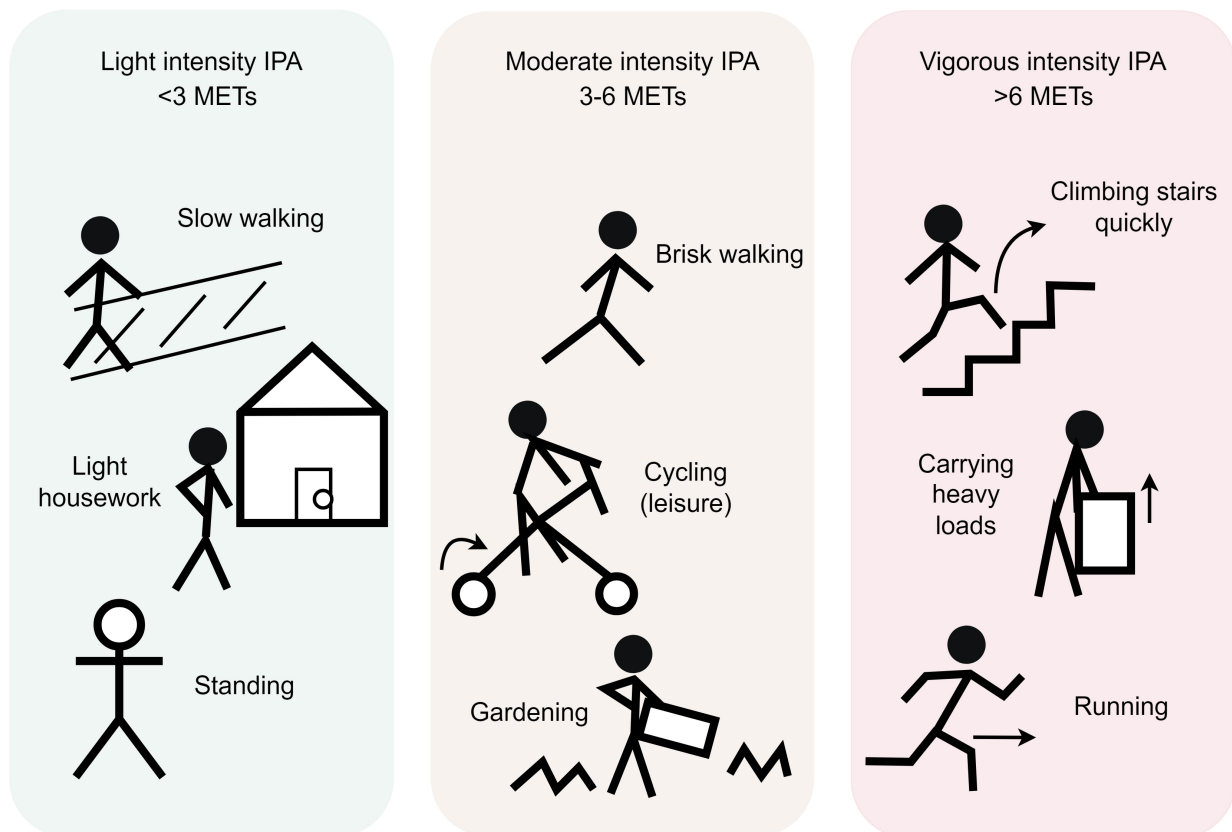 Light intensity IPA
<3 METs
Slow walking
Light
housework
Standing
Moderate intensity IPA
3-6 METs
Brisk walking
Cycling
(leisure)
Gardening
Vigorous intensity IPA
>6 METs
Climbing stairs
quickly
Carrying
heavy
loads
Running